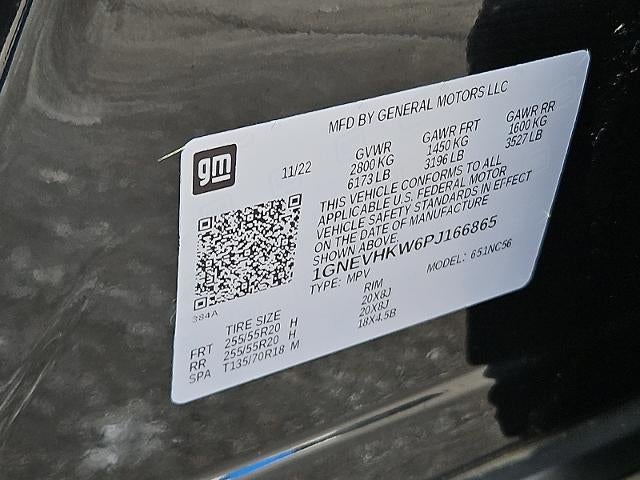 MFD BY GENERAL MOTORS LLC
gm
11/22
GVWR GAWR FRT GAWR RR
2800 KG 1450 KG 1600 KG
6173 LB 3196 LB 3527 LB
THIS VEHICLE CONFORMS TO ALL
APPLICABLE U.S. FEDERAL MOTOR
VEHICLE SAFETY STANDARDS IN EFFECT
ON THE DATE OF MANUFACTURE
SHOWN ABOVE.
1GNEVHKW6PJ166865
TYPE: MPV MODEL: 651NC56
384A
TIRE SIZE RIM
FRT 255/55R20 H 20X8J
RR 255/55R20 H 20X8J
SPA T135/70R18 M 18X4.5B